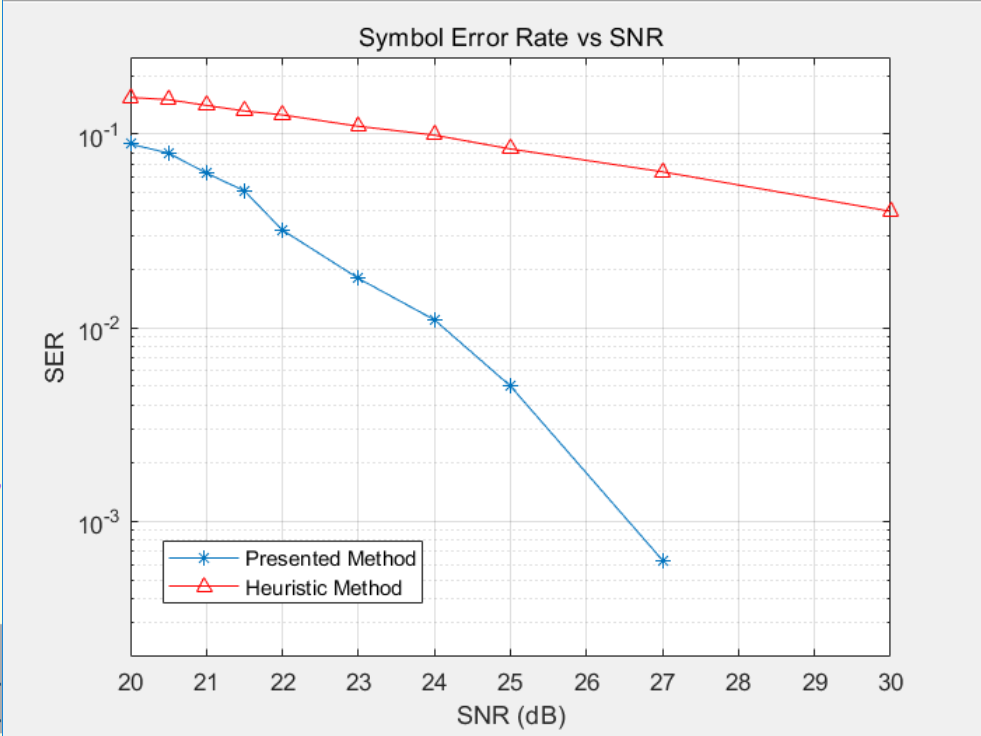 Symbol Error Rate vs SNR
10^-1
10^-2
10^-3
SER
Presented Method
Heuristic Method
20 21 22 23 24 25 26 27 28 29 30
SNR (dB)